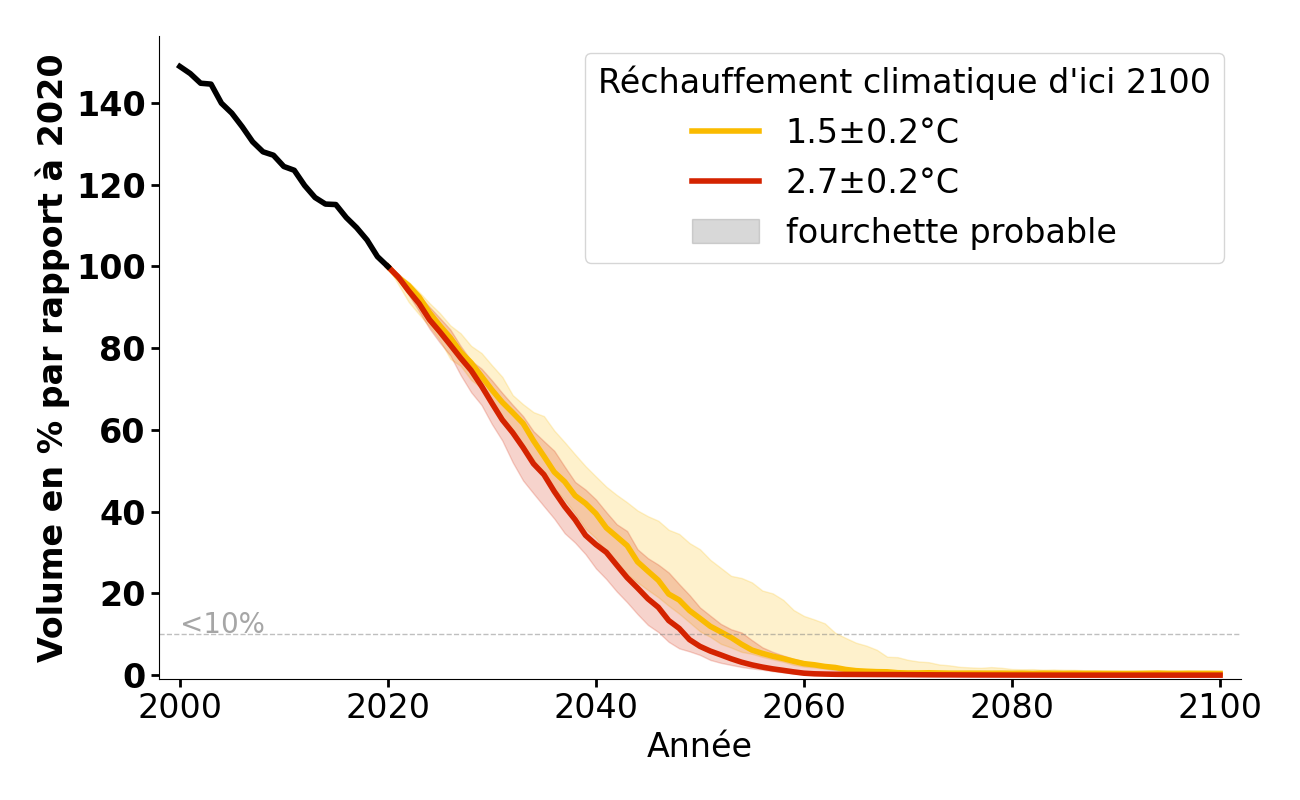 Volume en % par rapport à 2020
140
120
100
80
60
40
20
0
<10%
Réchauffement climatique d'ici 2100
1.5±0.2°C
2.7±0.2°C
fourchette probable
2000 2020 2040 2060 2080 2100
Année